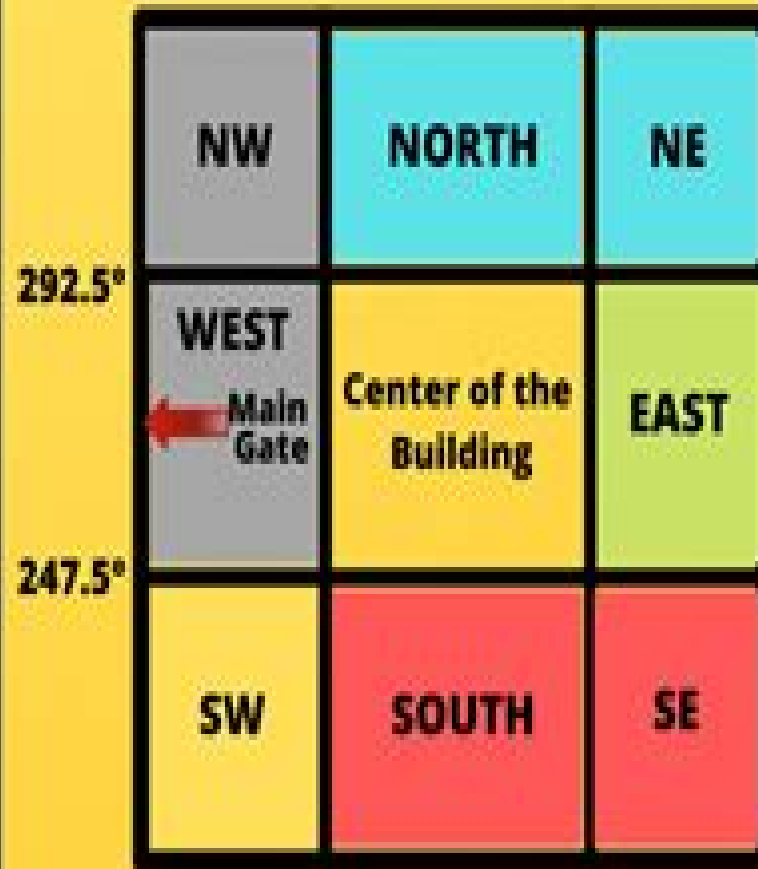 NW
NORTH
NE
292.5°
WEST
Main
Gate
Center of the
Building
EAST
247.5°
SW
SOUTH
SE